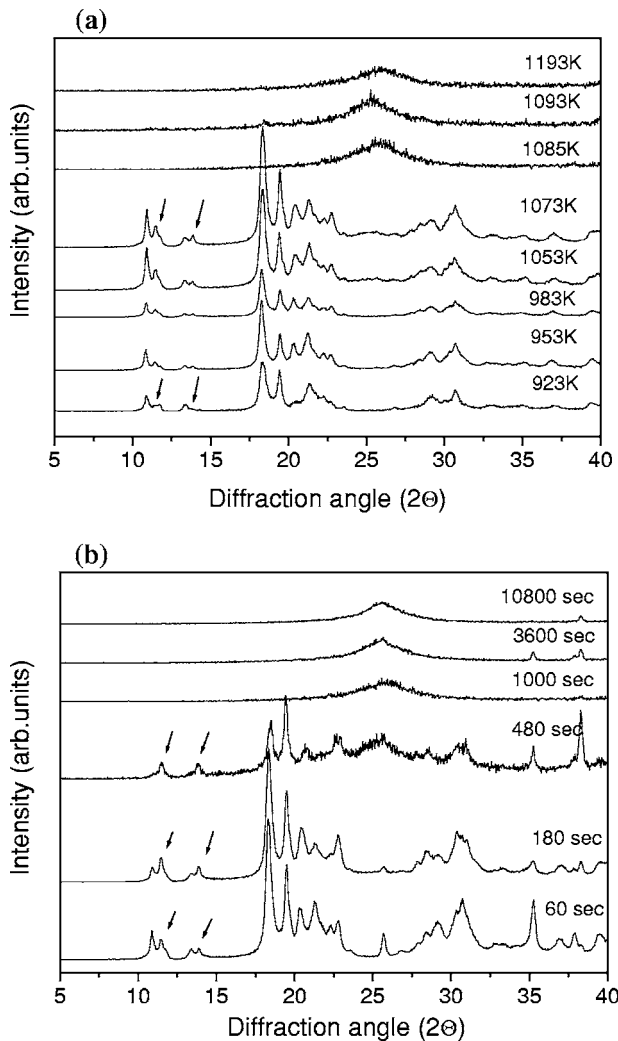 (a)
Intensity (arb.units)
1193K
1093K
1085K
1073K
1053K
983K
953K
923K
5 10 15 20 25 30 35 40
Diffraction angle (2Θ)
(b)
Intensity (arb.units)
10800 sec
3600 sec
1000 sec
480 sec
180 sec
60 sec
5 10 15 20 25 30 35 40
Diffraction angle (2Θ)